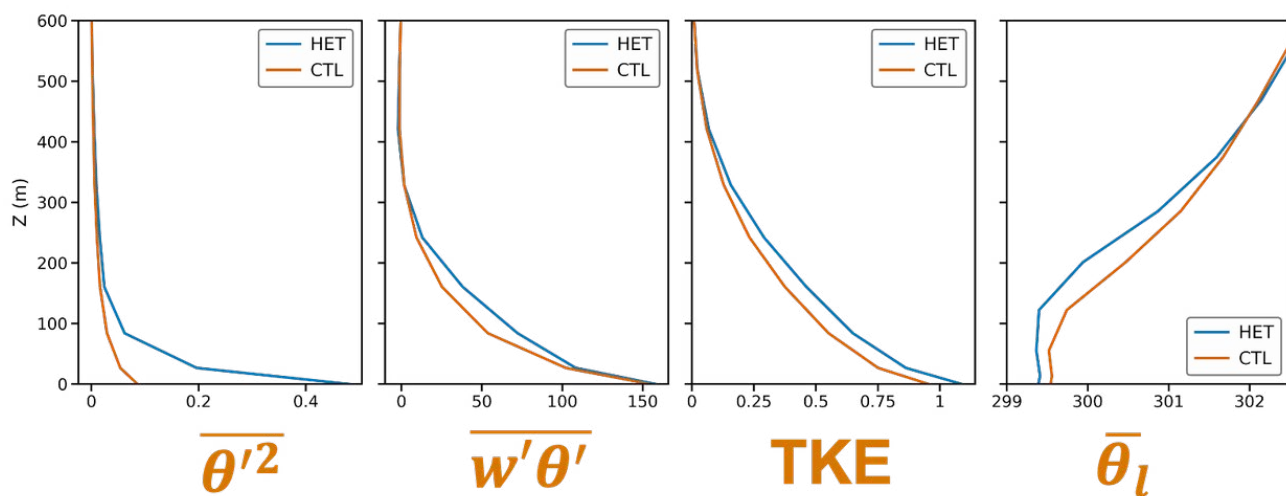 600
500
400
300
200
100
0
Z (m)
HET
CTL
HET
CTL
HET
CTL
HET
CTL
0 0.2 0.4
0 50 100 150
0 0.25 0.5 0.75 1
299 300 301 302
θ′²
w′θ′
TKE
θ̄ₗ